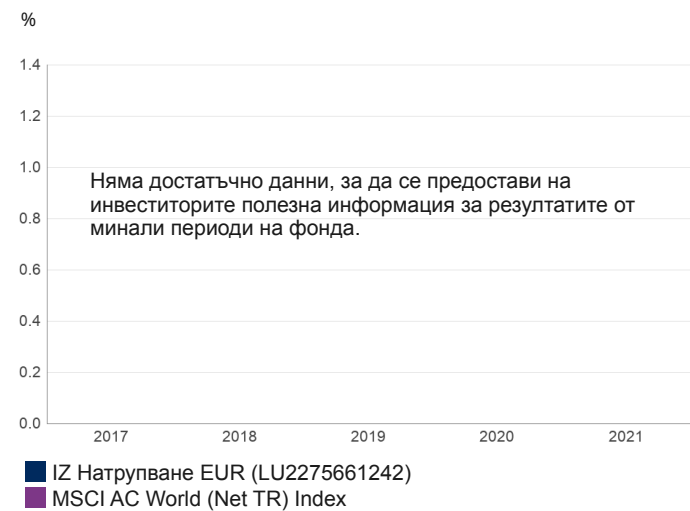 %
1.4
1.2
1.0
Няма достатъчно данни, за да се предостави на
инвеститорите полезна информация за резултатите от
минали периоди на фонда.
0.8
0.6
0.4
0.2
0.0
2017 2018 2019 2020 2021
IZ Натрупване EUR (LU2275661242)
MSCI AC World (Net TR) Index